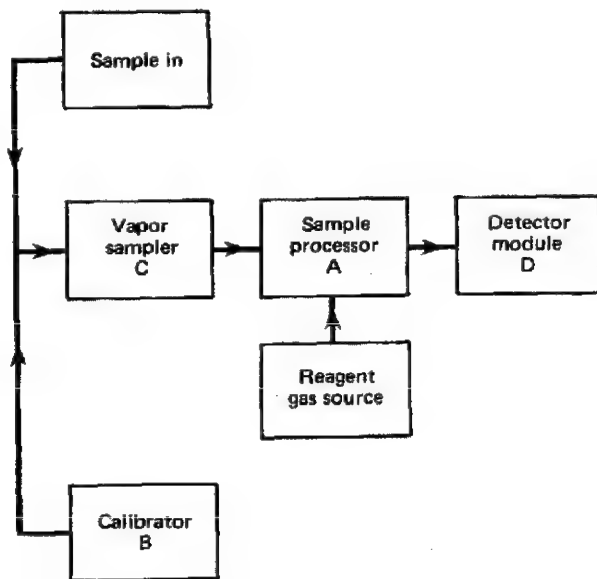 Sample in
Vapor
sampler
C
Sample
processor
A
Detector
module
D
Reagent
gas source
Calibrator
B